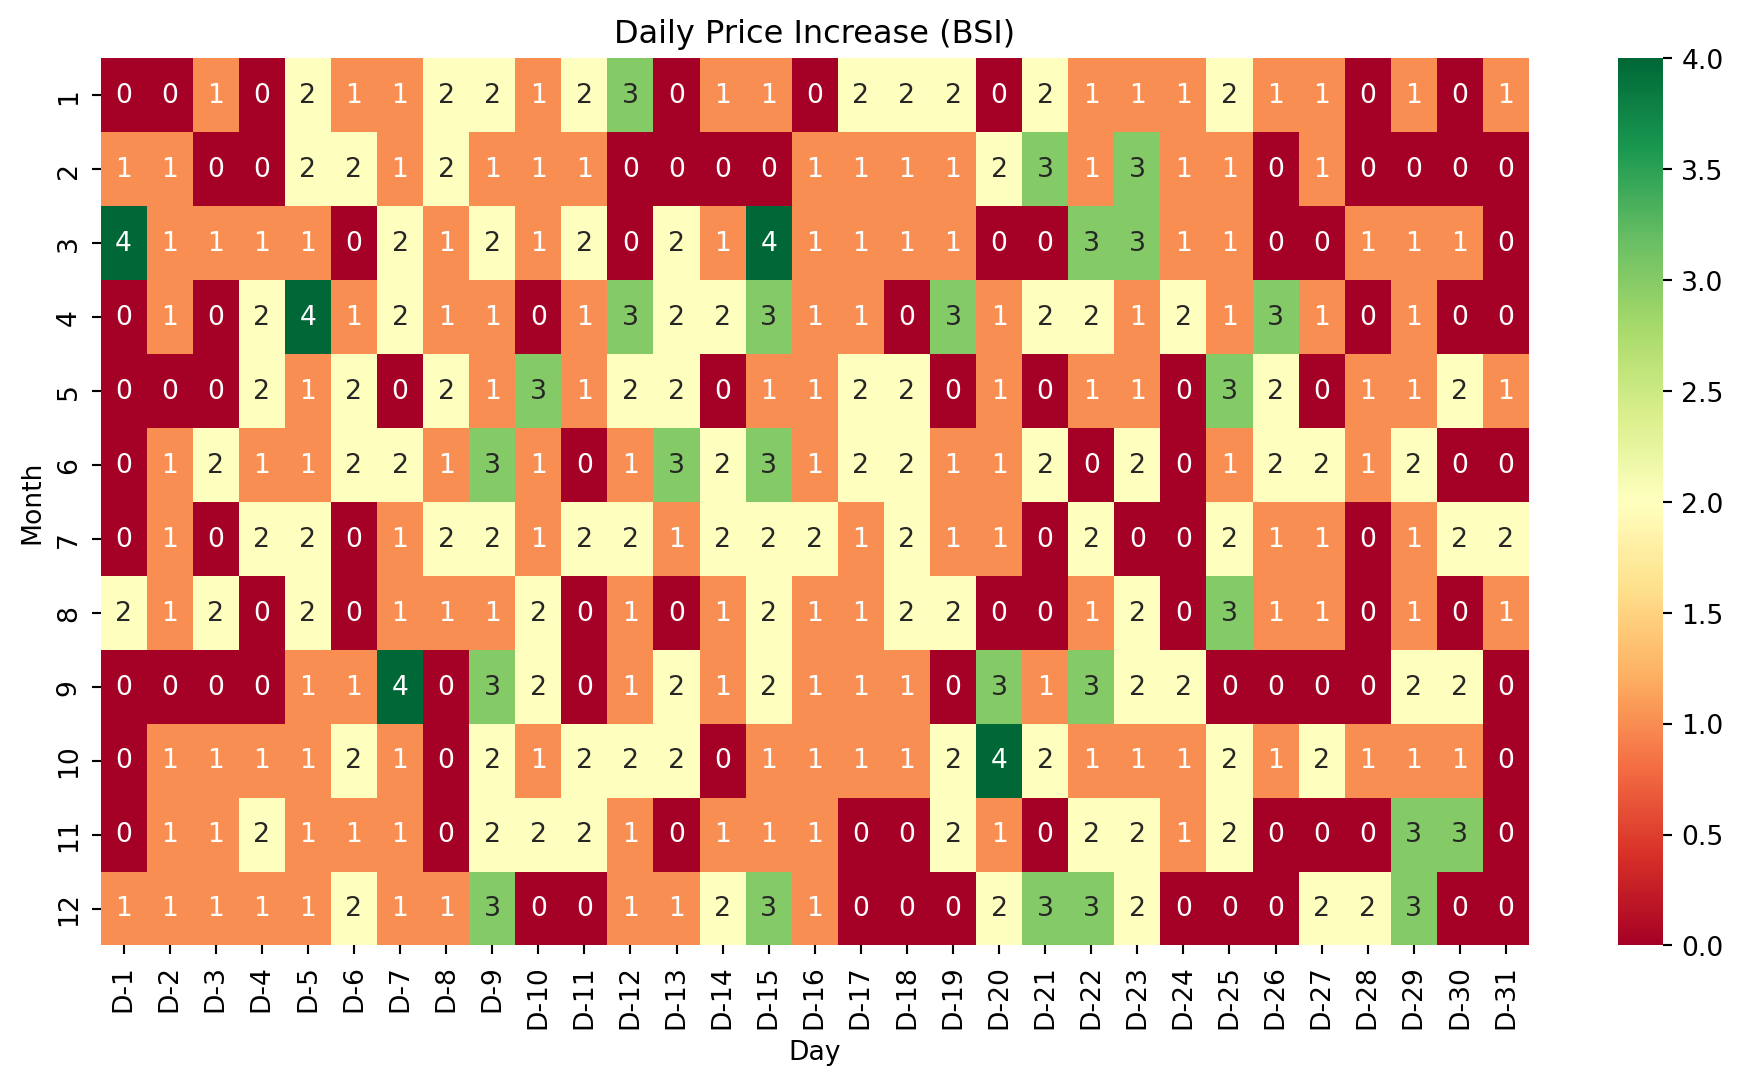 Daily Price Increase (BSI)
1 0 0 1 0 2 1 1 2 2 1 2 3 0 1 1 0 2 2 2 0 2 1 1 1 2 1 1 0 1 0 1
2 1 1 0 0 2 2 1 2 1 1 1 0 0 0 0 1 1 1 1 2 3 1 3 1 1 0 1 0 0 0 0
3 4 1 1 1 1 0 2 1 2 1 2 0 2 1 4 1 1 1 1 0 0 3 3 1 1 0 0 1 1 1 0
4 0 1 0 2 4 1 2 1 1 0 1 3 2 2 3 1 1 0 3 1 2 2 1 2 1 3 1 0 1 0 0
5 0 0 0 2 1 2 0 2 1 3 1 2 2 0 1 1 2 2 0 1 0 1 1 0 3 2 0 1 1 2 1
6 0 1 2 1 1 2 2 1 3 1 0 1 3 2 3 1 2 2 1 1 2 0 2 0 1 2 2 1 2 0 0
7 0 1 0 2 2 0 1 2 2 1 2 2 1 2 2 2 1 2 1 1 0 2 0 0 2 1 1 0 1 2 2
8 2 1 2 0 2 0 1 1 1 2 0 1 0 1 2 1 1 2 2 0 0 1 2 0 3 1 1 0 1 0 1
9 0 0 0 0 1 1 4 0 3 2 0 1 2 1 2 1 1 1 0 3 1 3 2 2 0 0 0 0 2 2 0
10 0 1 1 1 1 2 1 0 2 1 2 2 2 0 1 1 1 1 2 4 2 1 1 1 2 1 2 1 1 1 0
11 0 1 1 2 1 1 1 0 2 2 2 1 0 1 1 1 0 0 2 1 0 2 2 1 2 0 0 0 3 3 0
12 1 1 1 1 1 2 1 1 3 0 0 1 1 2 3 1 0 0 0 2 3 3 2 0 0 0 2 2 3 0 0
Month
D-1 D-2 D-3 D-4 D-5 D-6 D-7 D-8 D-9 D-10 D-11 D-12 D-13 D-14 D-15 D-16 D-17 D-18 D-19 D-20 D-21 D-22 D-23 D-24 D-25 D-26 D-27 D-28 D-29 D-30 D-31
Day
4.0
3.5
3.0
2.5
2.0
1.5
1.0
0.5
0.0